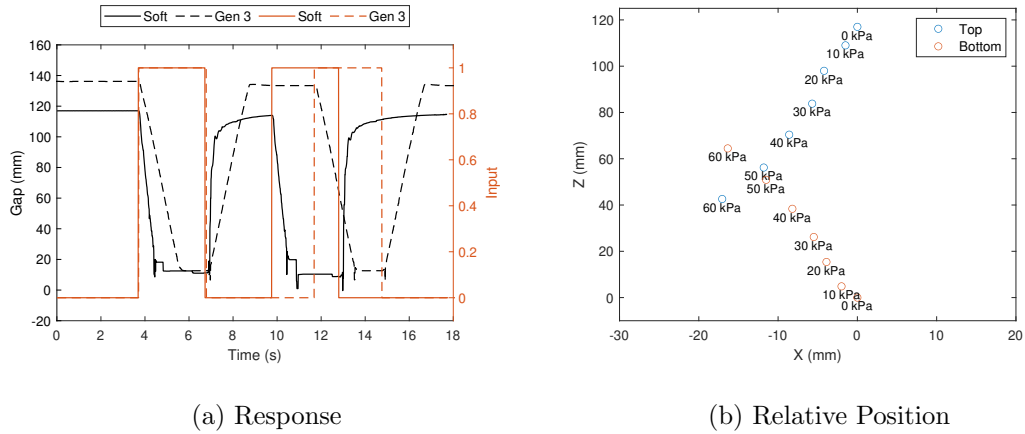 Soft Gen 3 Soft Gen 3
160
140
120
100
80
60
40
20
0
-20
Gap (mm)
0 2 4 6 8 10 12 14 16 18
Time (s)
1
0.8
0.6
0.4
0.2
0
Input
(a) Response
120
100
80
60
40
20
0
Z (mm)
-30 -20 -10 0 10 20
X (mm)
Top
Bottom
0 kPa
10 kPa
20 kPa
30 kPa
40 kPa
50 kPa
60 kPa
60 kPa
50 kPa
40 kPa
30 kPa
20 kPa
10 kPa
0 kPa
(b) Relative Position